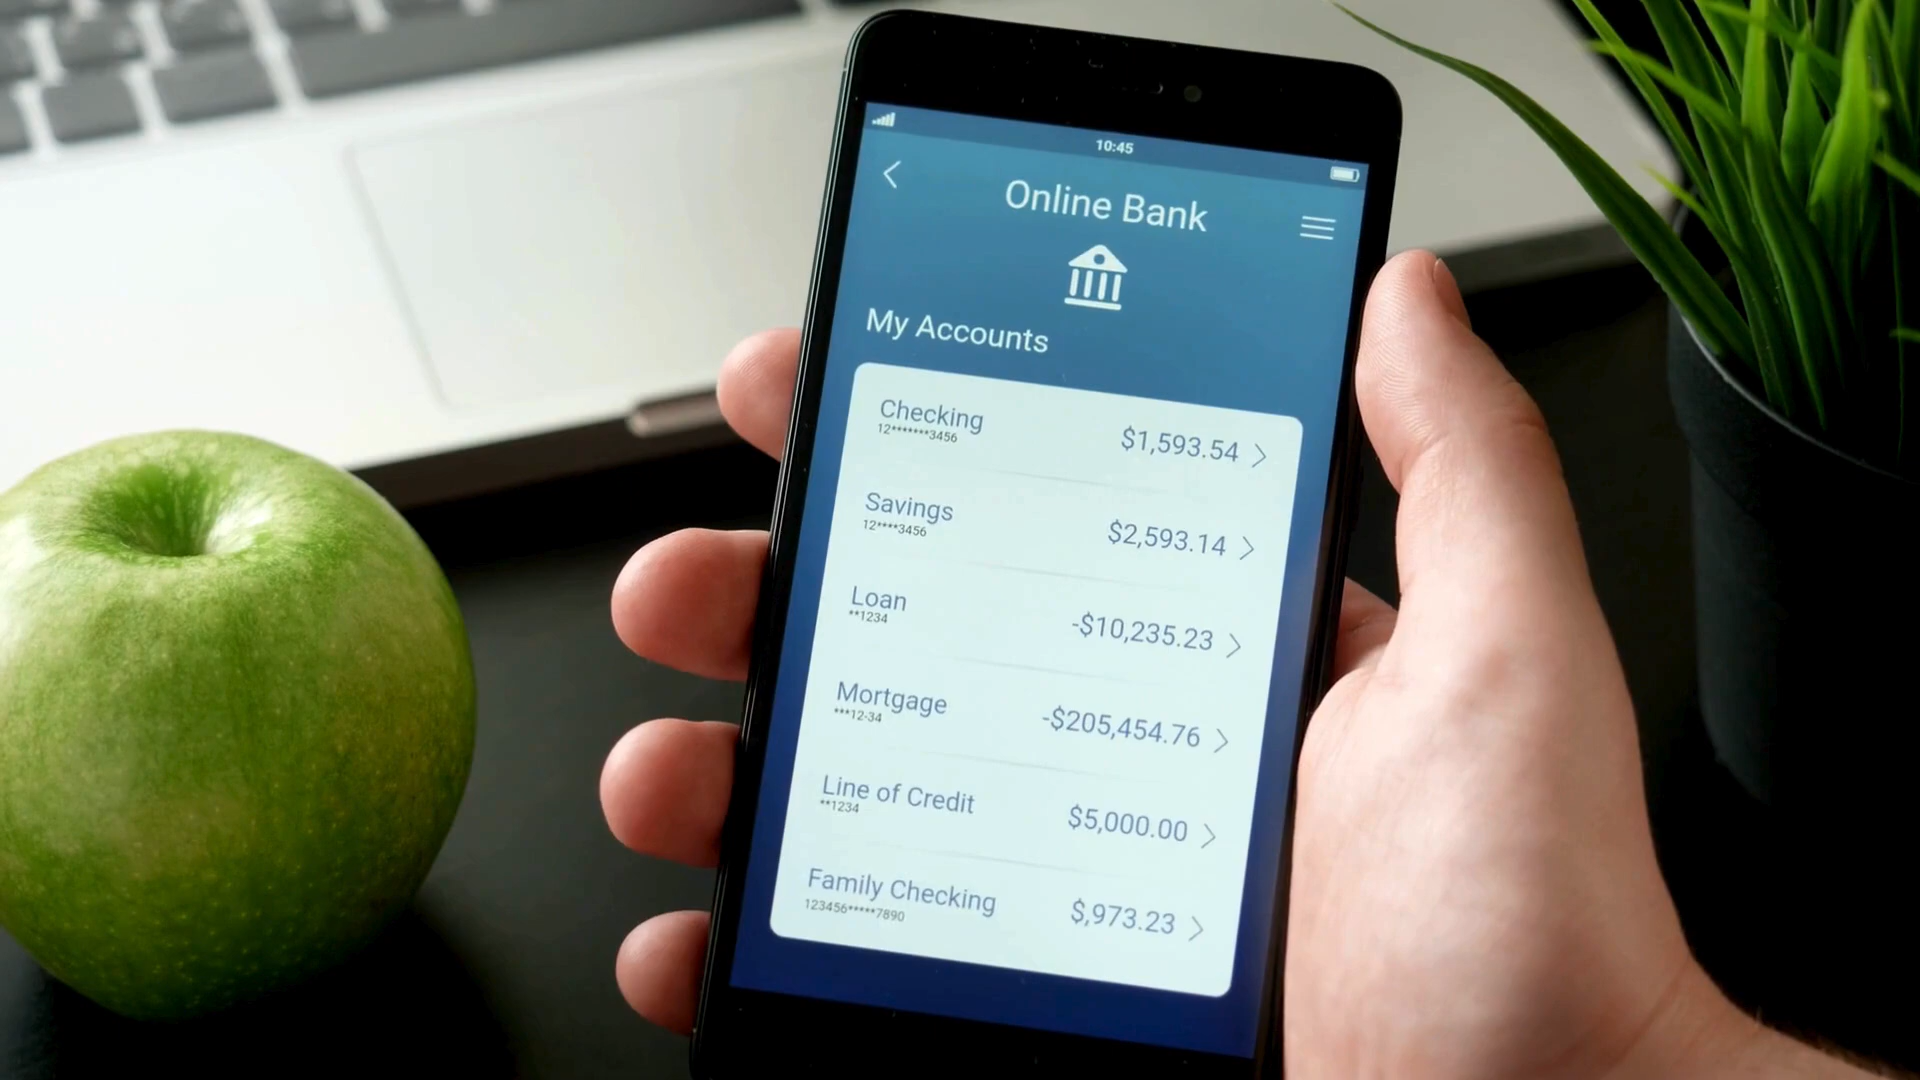 10:45
Online Bank
My Accounts
Checking
12*******3456
$1,593.54
Savings
12****3456
$2,593.14
Loan
**1234
-$10,235.23
Mortgage
***12-34
-$205,454.76
Line of Credit
**1234
$5,000.00
Family Checking
123456*****7890
$,973.23